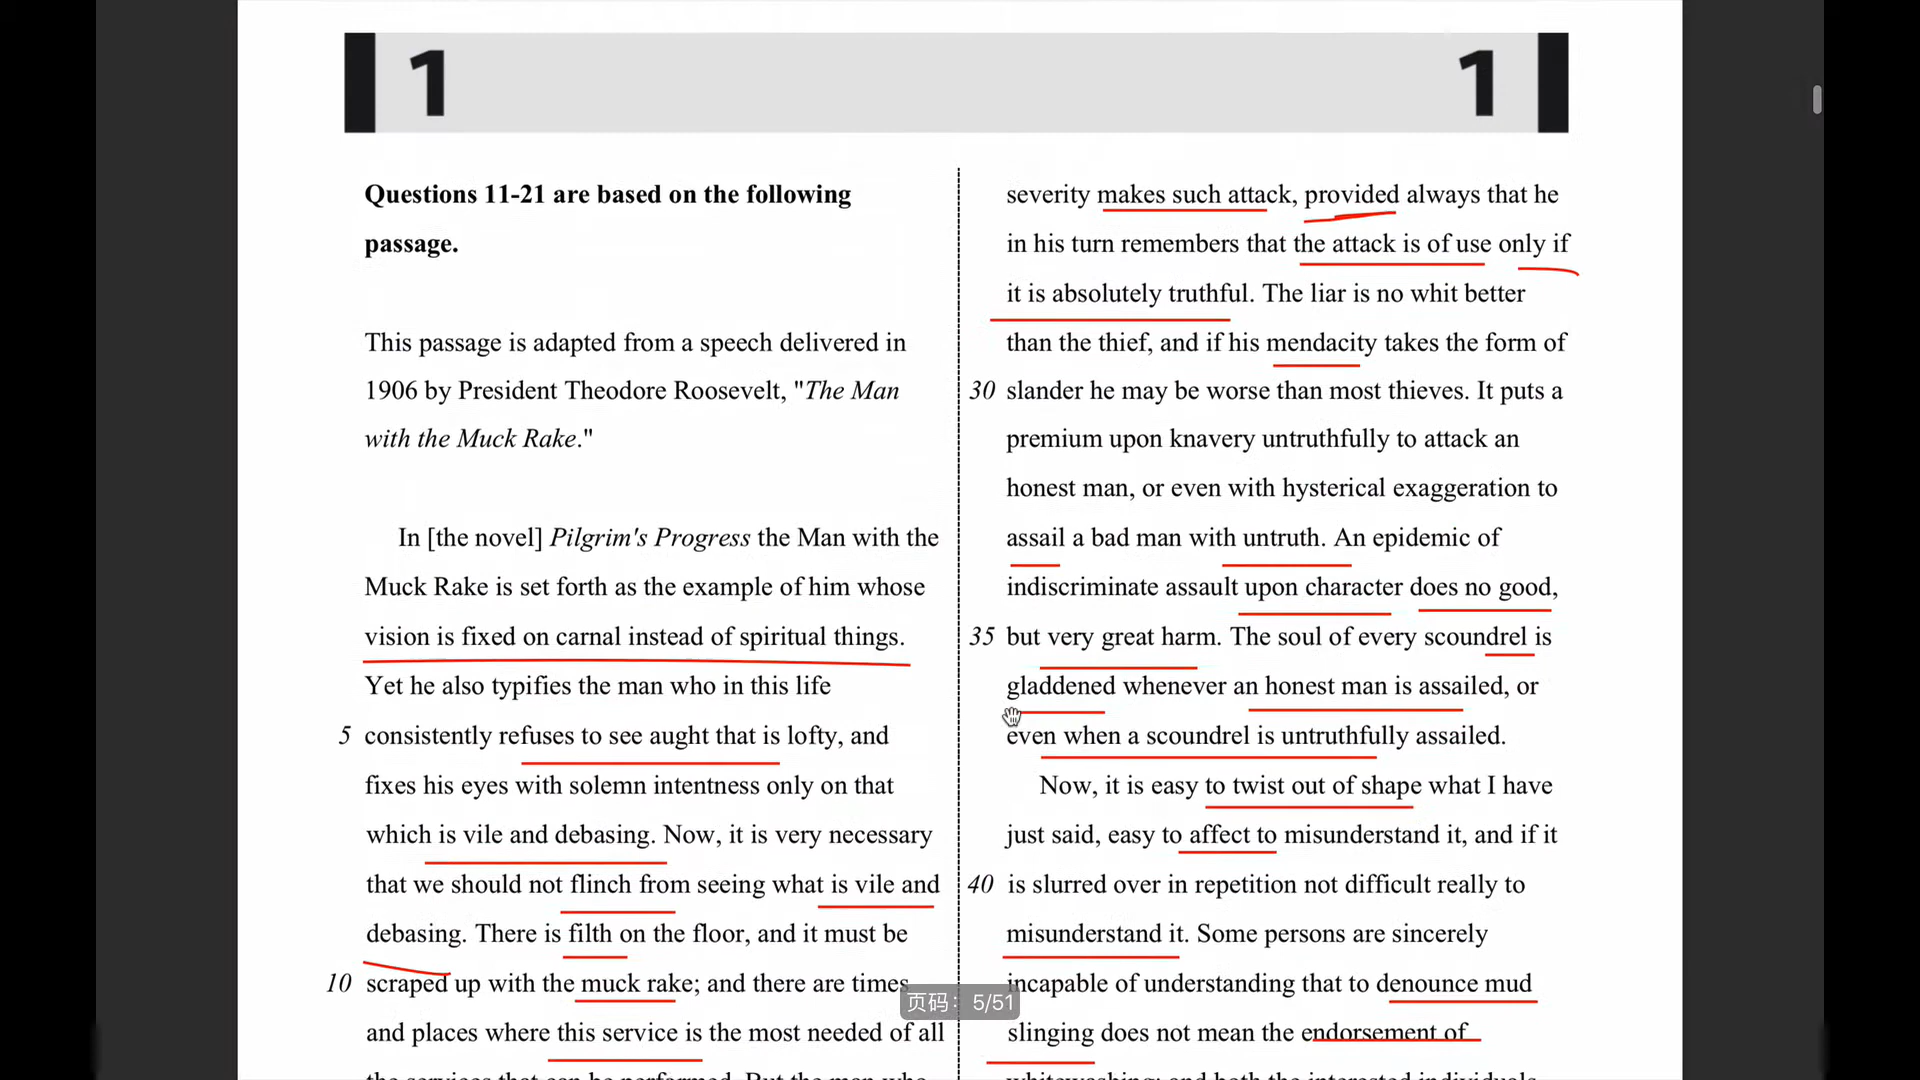 1
1
Questions 11-21 are based on the following
passage.
This passage is adapted from a speech delivered in
1906 by President Theodore Roosevelt, "The Man
with the Muck Rake."
In [the novel] Pilgrim's Progress the Man with the
Muck Rake is set forth as the example of him whose
vision is fixed on carnal instead of spiritual things.
Yet he also typifies the man who in this life
5 consistently refuses to see aught that is lofty, and
fixes his eyes with solemn intentness only on that
which is vile and debasing. Now, it is very necessary
that we should not flinch from seeing what is vile and
debasing. There is filth on the floor, and it must be
10 scraped up with the muck rake; and there are times
and places where this service is the most needed of all
the services that can be performed. But the man who
severity makes such attack, provided always that he
in his turn remembers that the attack is of use only if
it is absolutely truthful. The liar is no whit better
than the thief, and if his mendacity takes the form of
30 slander he may be worse than most thieves. It puts a
premium upon knavery untruthfully to attack an
honest man, or even with hysterical exaggeration to
assail a bad man with untruth. An epidemic of
indiscriminate assault upon character does no good,
35 but very great harm. The soul of every scoundrel is
gladdened whenever an honest man is assailed, or
even when a scoundrel is untruthfully assailed.
Now, it is easy to twist out of shape what I have
just said, easy to affect to misunderstand it, and if it
40 is slurred over in repetition not difficult really to
misunderstand it. Some persons are sincerely
incapable of understanding that to denounce mud
slinging does not mean the endorsement of
whitewashing; and both the interested individuals
页码：5/51